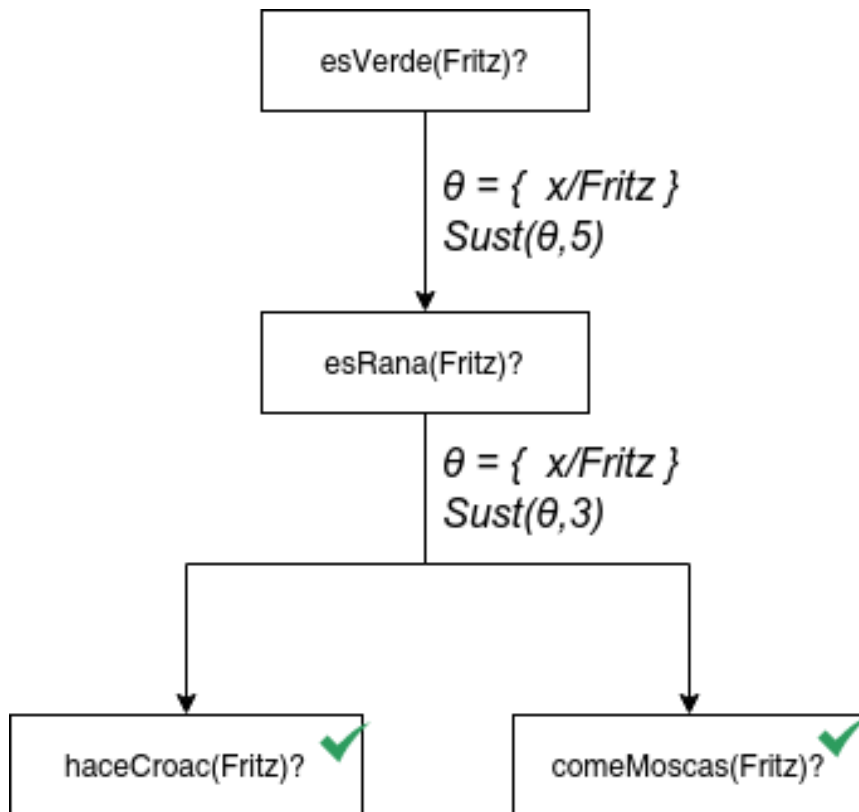 esVerde(Fritz)?
θ = { x/Fritz }
Sust(θ,5)
esRana(Fritz)?
θ = { x/Fritz }
Sust(θ,3)
haceCroac(Fritz)?
comeMoscas(Fritz)?